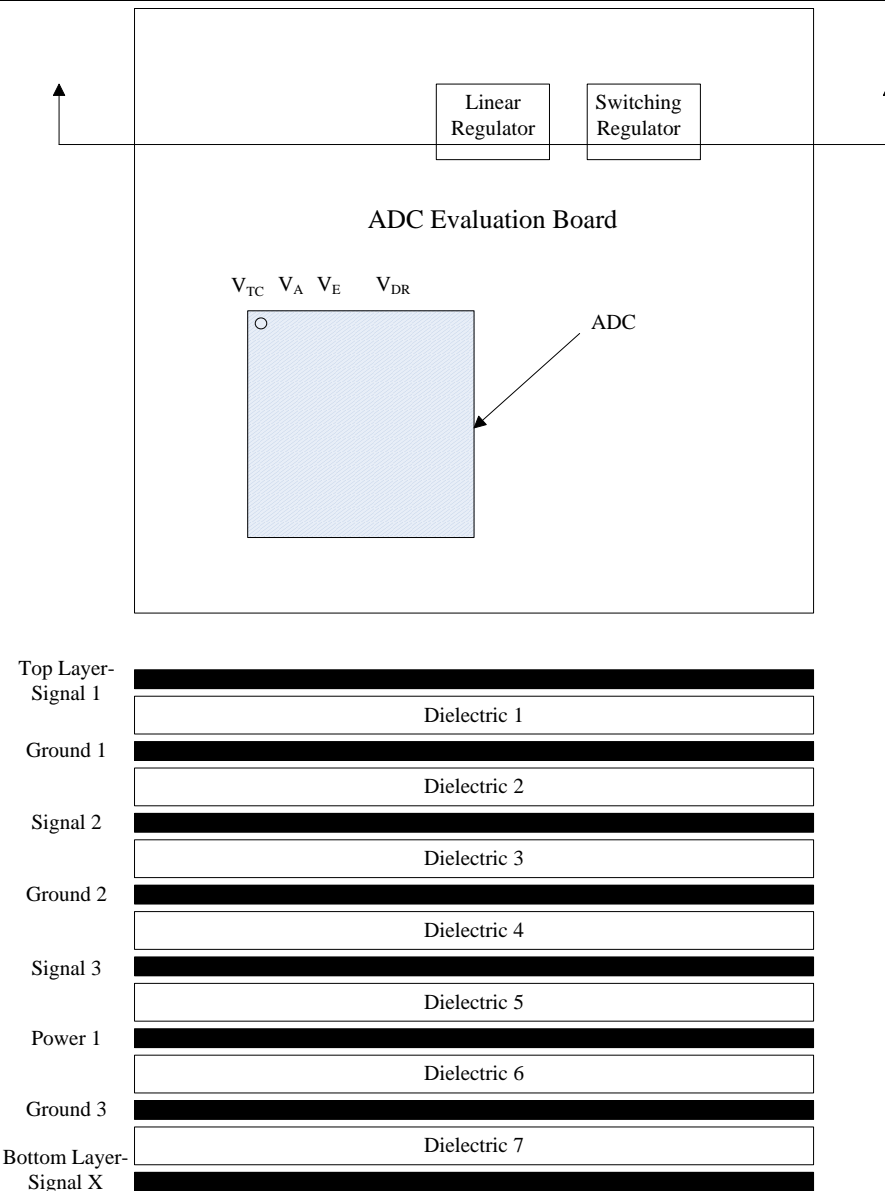 Linear
Regulator
Switching
Regulator
ADC Evaluation Board
VTC VA VE VDR
ADC
Top Layer-
Signal 1
Dielectric 1
Ground 1
Dielectric 2
Signal 2
Dielectric 3
Ground 2
Dielectric 4
Signal 3
Dielectric 5
Power 1
Dielectric 6
Ground 3
Dielectric 7
Bottom Layer-
Signal X